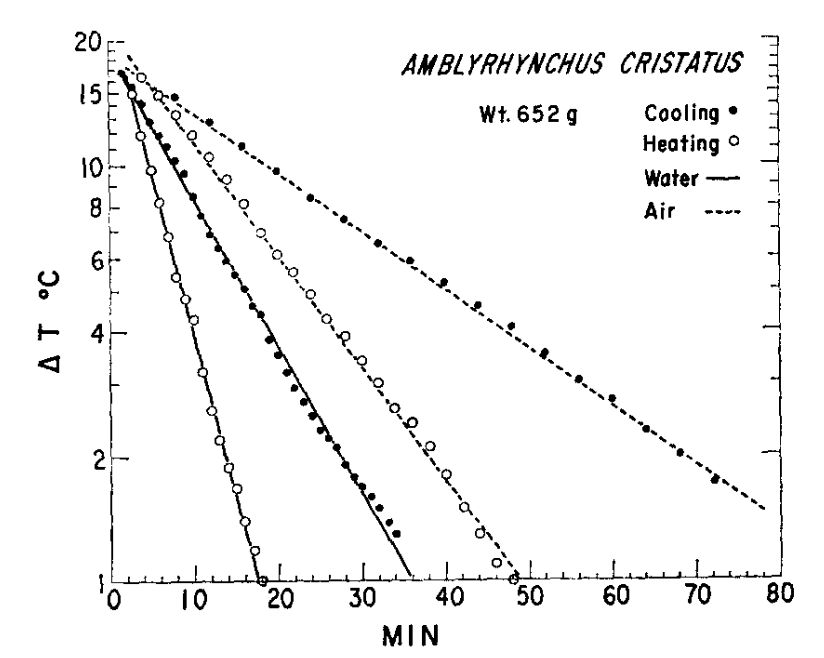 AMBLYRHYNCHUS CRISTATUS
Wt. 652 g
Cooling
Heating
Water
Air
Δ T °C
20
15
10
8
6
4
2
1
0 10 20 30 40 50 60 70 80
MIN